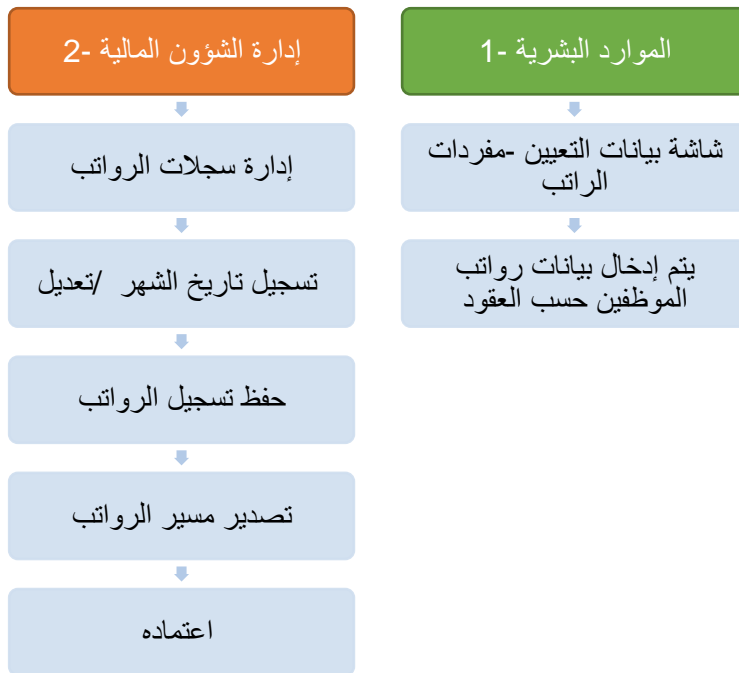 1- الموارد البشرية
شاشة بيانات التعيين -مفردات
الراتب
يتم إدخال بيانات رواتب
الموظفين حسب العقود
2- إدارة الشؤون المالية
إدارة سجلات الرواتب
تسجيل تاريخ الشهر /تعديل
حفظ تسجيل الرواتب
تصدير مسير الرواتب
اعتماده